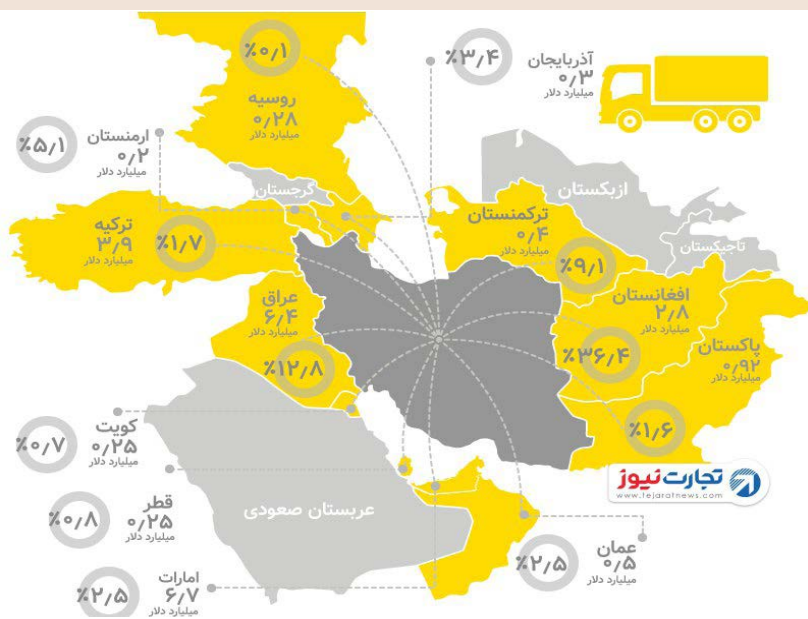 ٪۰٫۱
روسیه
۰٫۲۸
میلیارد دلار
٪۳٫۴
آذربایجان
۰٫۳
میلیارد دلار
٪۵٫۱
ارمنستان
۰٫۲
میلیارد دلار
گرجستان
ازبکستان
تاجیکستان
ترکیه
۳٫۹
میلیارد دلار
٪۱٫۷
ترکمنستان
۰٫۴
میلیارد دلار
٪۹٫۱
عراق
۶٫۴
میلیارد دلار
٪۱۲٫۸
افغانستان
۲٫۸
میلیارد دلار
٪۳۶٫۴
پاکستان
۰٫۹۲
میلیارد دلار
٪۱٫۶
کویت
۰٫۲۵
میلیارد دلار
٪۰٫۷
تجارت‌نیوز
www.tejaratnews.com
قطر
۰٫۲۵
میلیارد دلار
٪۰٫۸
عربستان صعودی
عمان
۰٫۵
میلیارد دلار
٪۲٫۵
امارات
۶٫۷
میلیارد دلار
٪۲٫۵